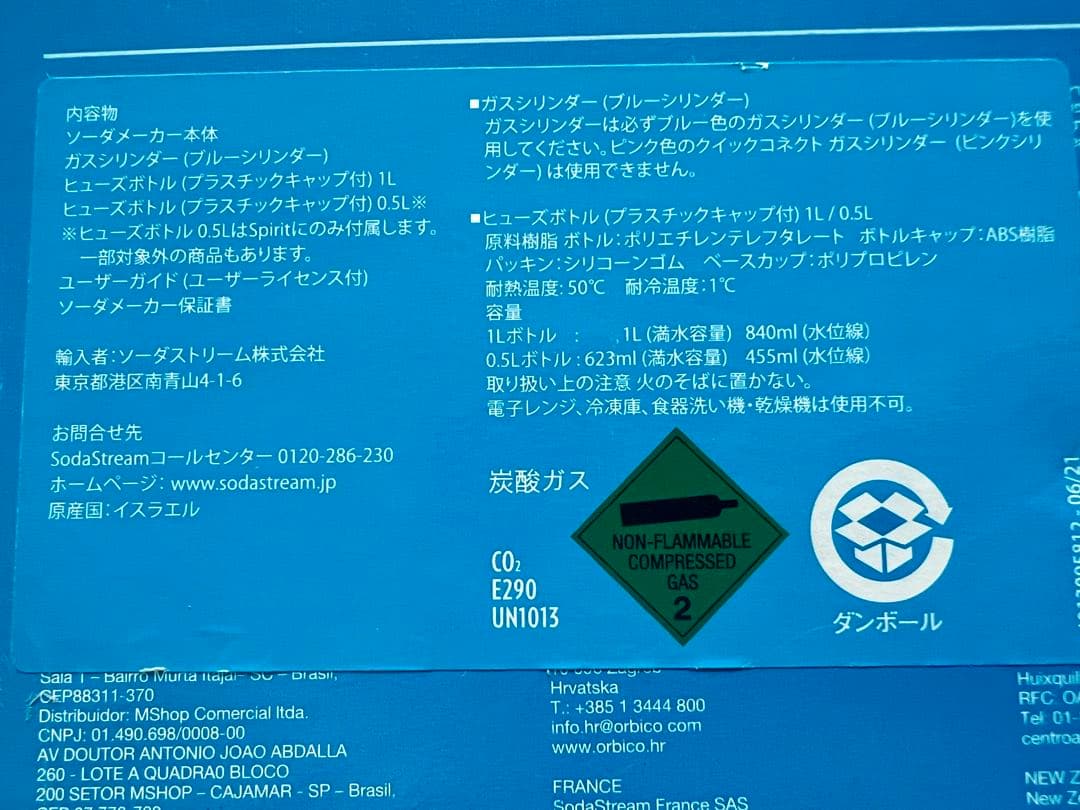 内容物
ソーダメーカー本体
ガスシリンダー (ブルーシリンダー)
ヒューズボトル (プラスチックキャップ付) 1L
ヒューズボトル (プラスチックキャップ付) 0.5L※
※ヒューズボトル 0.5LはSpiritにのみ付属します。
一部対象外の商品もあります。
ユーザーガイド (ユーザーライセンス付)
ソーダメーカー保証書
輸入者：ソーダストリーム株式会社
東京都港区南青山4-1-6
お問合せ先
SodaStreamコールセンター 0120-286-230
ホームページ： www.sodastream.jp
原産国：イスラエル
■ガスシリンダー (ブルーシリンダー)
ガスシリンダーは必ずブルー色のガスシリンダー (ブルーシリンダー)を使
用してください。ピンク色のクイックコネクト ガスシリンダー (ピンクシリ
ンダー) は使用できません。
■ヒューズボトル (プラスチックキャップ付) 1L / 0.5L
原料樹脂 ボトル：ポリエチレンテレフタレート ボトルキャップ：ABS樹脂
パッキン：シリコーンゴム ベースカップ：ポリプロピレン
耐熱温度: 50℃ 耐冷温度：1℃
容量
1Lボトル : 1L (満水容量) 840ml (水位線)
0.5Lボトル : 623ml (満水容量) 455ml (水位線)
取り扱い上の注意 火のそばに置かない。
電子レンジ、冷凍庫、食器洗い機・乾燥機は使用不可。
炭酸ガス
CO₂
E290
UN1013
NON-FLAMMABLE
COMPRESSED
GAS
2
ダンボール
06/21
Sala 1 – Bairro Murta Itajaí- SC – Brasil,
CEP88311-370
Distribuidor: MShop Comercial ltda.
CNPJ: 01.490.698/0008-00
AV DOUTOR ANTONIO JOAO ABDALLA
260 - LOTE A QUADRA0 BLOCO
200 SETOR MSHOP – CAJAMAR - SP – Brasil,
Zagreb
Hrvatska
T.: +385 1 3444 800
info.hr@orbico.com
www.orbico.hr
FRANCE
SodaStream France SAS
RFC.
Tel: 01-
NEW
New